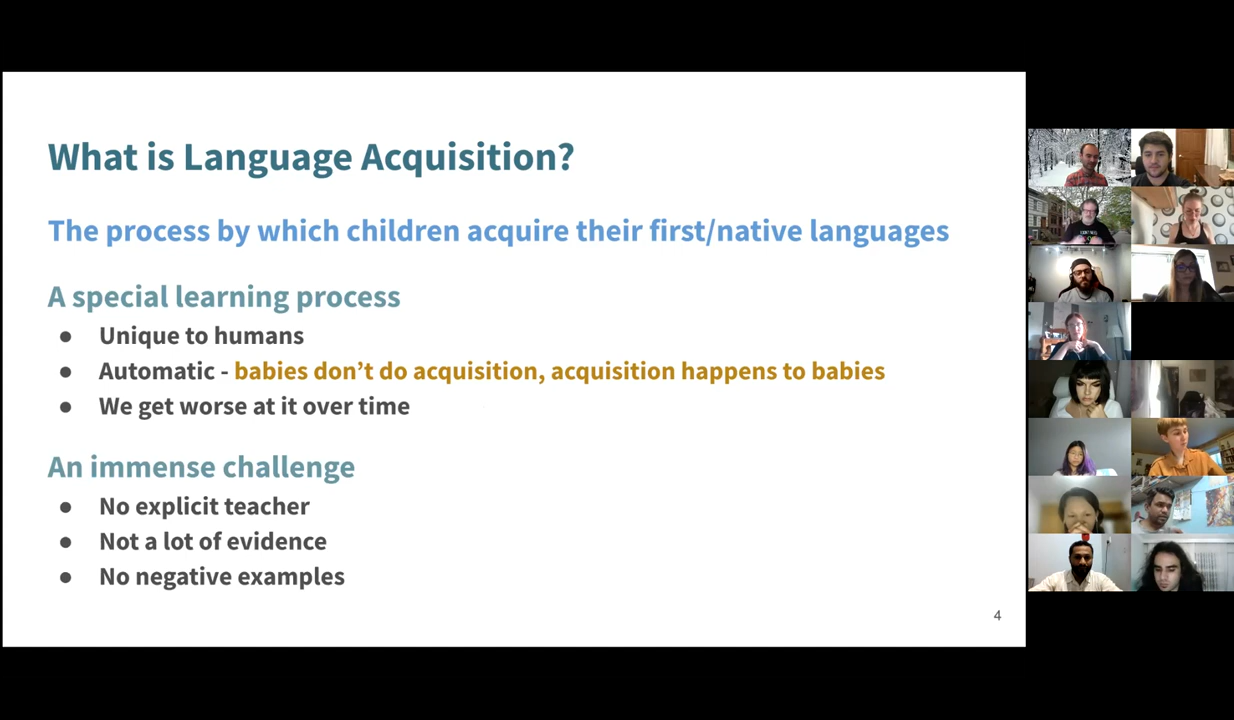 What is Language Acquisition?
The process by which children acquire their first/native languages
A special learning process
● Unique to humans
● Automatic - babies don’t do acquisition, acquisition happens to babies
● We get worse at it over time
An immense challenge
● No explicit teacher
● Not a lot of evidence
● No negative examples
4